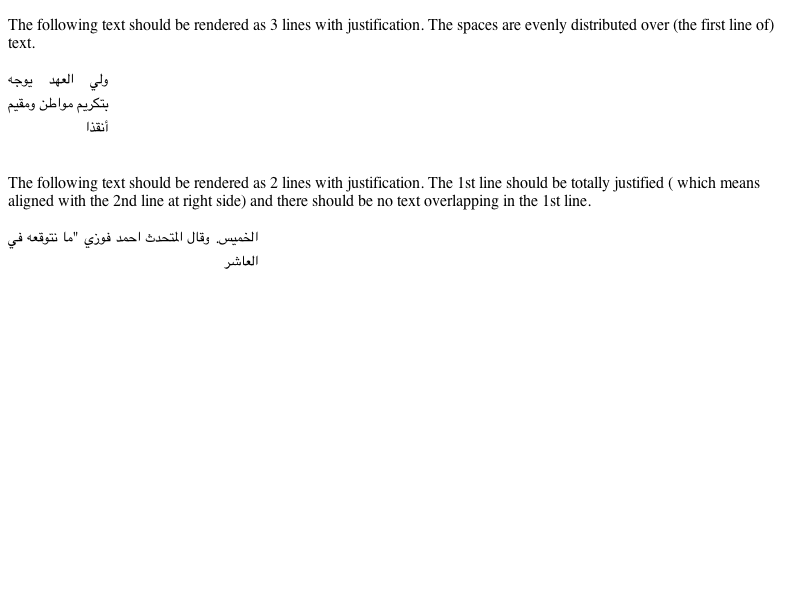 The following text should be rendered as 3 lines with justification. The spaces are evenly distributed over (the first line of)
text.
ولي العهد يوجه
بتكريم مواطن ومقيم
أنقذا
The following text should be rendered as 2 lines with justification. The 1st line should be totally justified ( which means
aligned with the 2nd line at right side) and there should be no text overlapping in the 1st line.
الخميس. وقال المتحدث احمد فوزي "ما نتوقعه في
العاشر